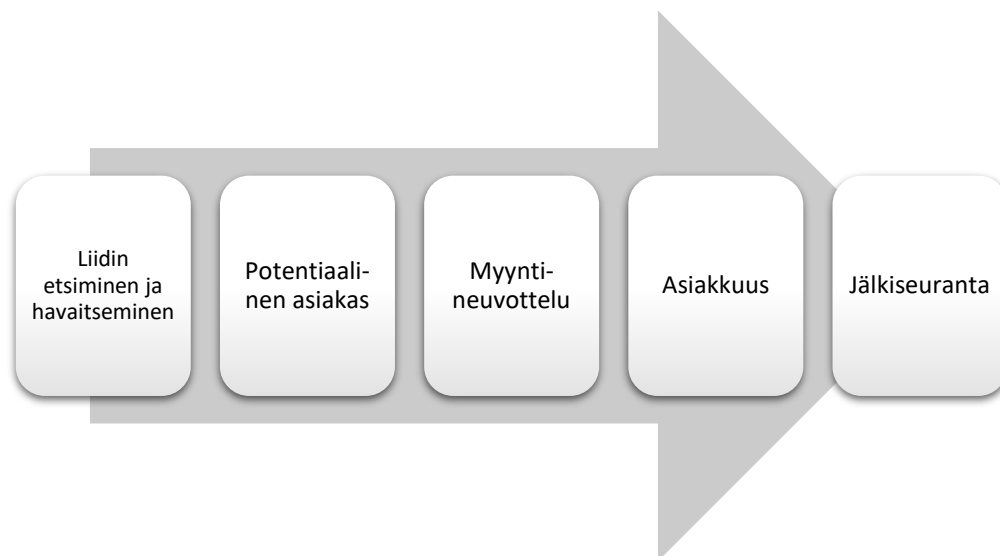 Liidin
etsiminen ja
havaitseminen
Potentiaali-
nen asiakas
Myynti-
neuvottelu
Asiakkuus
Jälkiseuranta